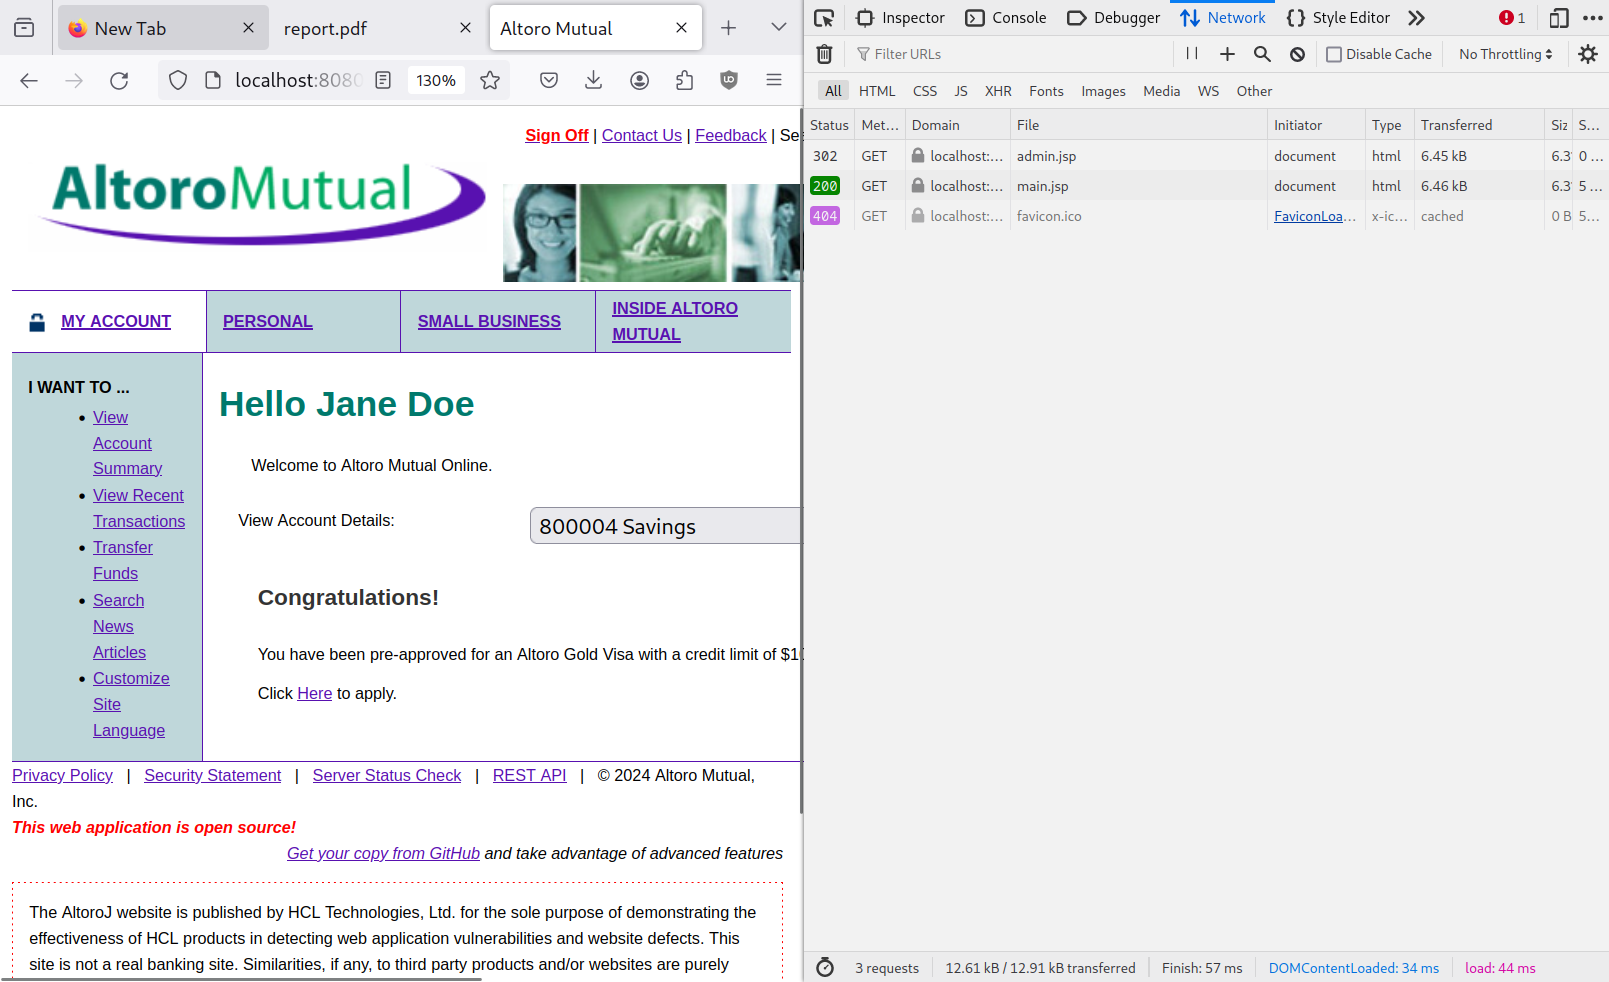 New Tab
report.pdf
Altoro Mutual
localhost:8080
130%
Sign Off | Contact Us | Feedback |
AltoroMutual
MY ACCOUNT
PERSONAL
SMALL BUSINESS
INSIDE ALTORO
MUTUAL
I WANT TO ...
View
Account
Summary
View Recent
Transactions
Transfer
Funds
Search
News
Articles
Customize
Site
Language
Hello Jane Doe
Welcome to Altoro Mutual Online.
View Account Details:
800004 Savings
Congratulations!
You have been pre-approved for an Altoro Gold Visa with a credit limit of
Click Here to apply.
Privacy Policy | Security Statement | Server Status Check | REST API | © 2024 Altoro Mutual,
Inc.
This web application is open source!
Get your copy from GitHub and take advantage of advanced features
The AltoroJ website is published by HCL Technologies, Ltd. for the sole purpose of demonstrating the
effectiveness of HCL products in detecting web application vulnerabilities and website defects. This
site is not a real banking site. Similarities, if any, to third party products and/or websites are purely
Inspector
Console
Debugger
Network
Style Editor
1
Filter URLs
Disable Cache
No Throttling
All HTML CSS JS XHR Fonts Images Media WS Other
Status Met... Domain File Initiator Type Transferred Siz S...
302 GET localhost:... admin.jsp document html 6.45 kB 6.3 0 ...
200 GET localhost:... main.jsp document html 6.46 kB 6.3 5 ...
404 GET localhost:... favicon.ico FaviconLoa... x-ic... cached 0 B 5...
3 requests
12.61 kB / 12.91 kB transferred
Finish: 57 ms
DOMContentLoaded: 34 ms
load: 44 ms